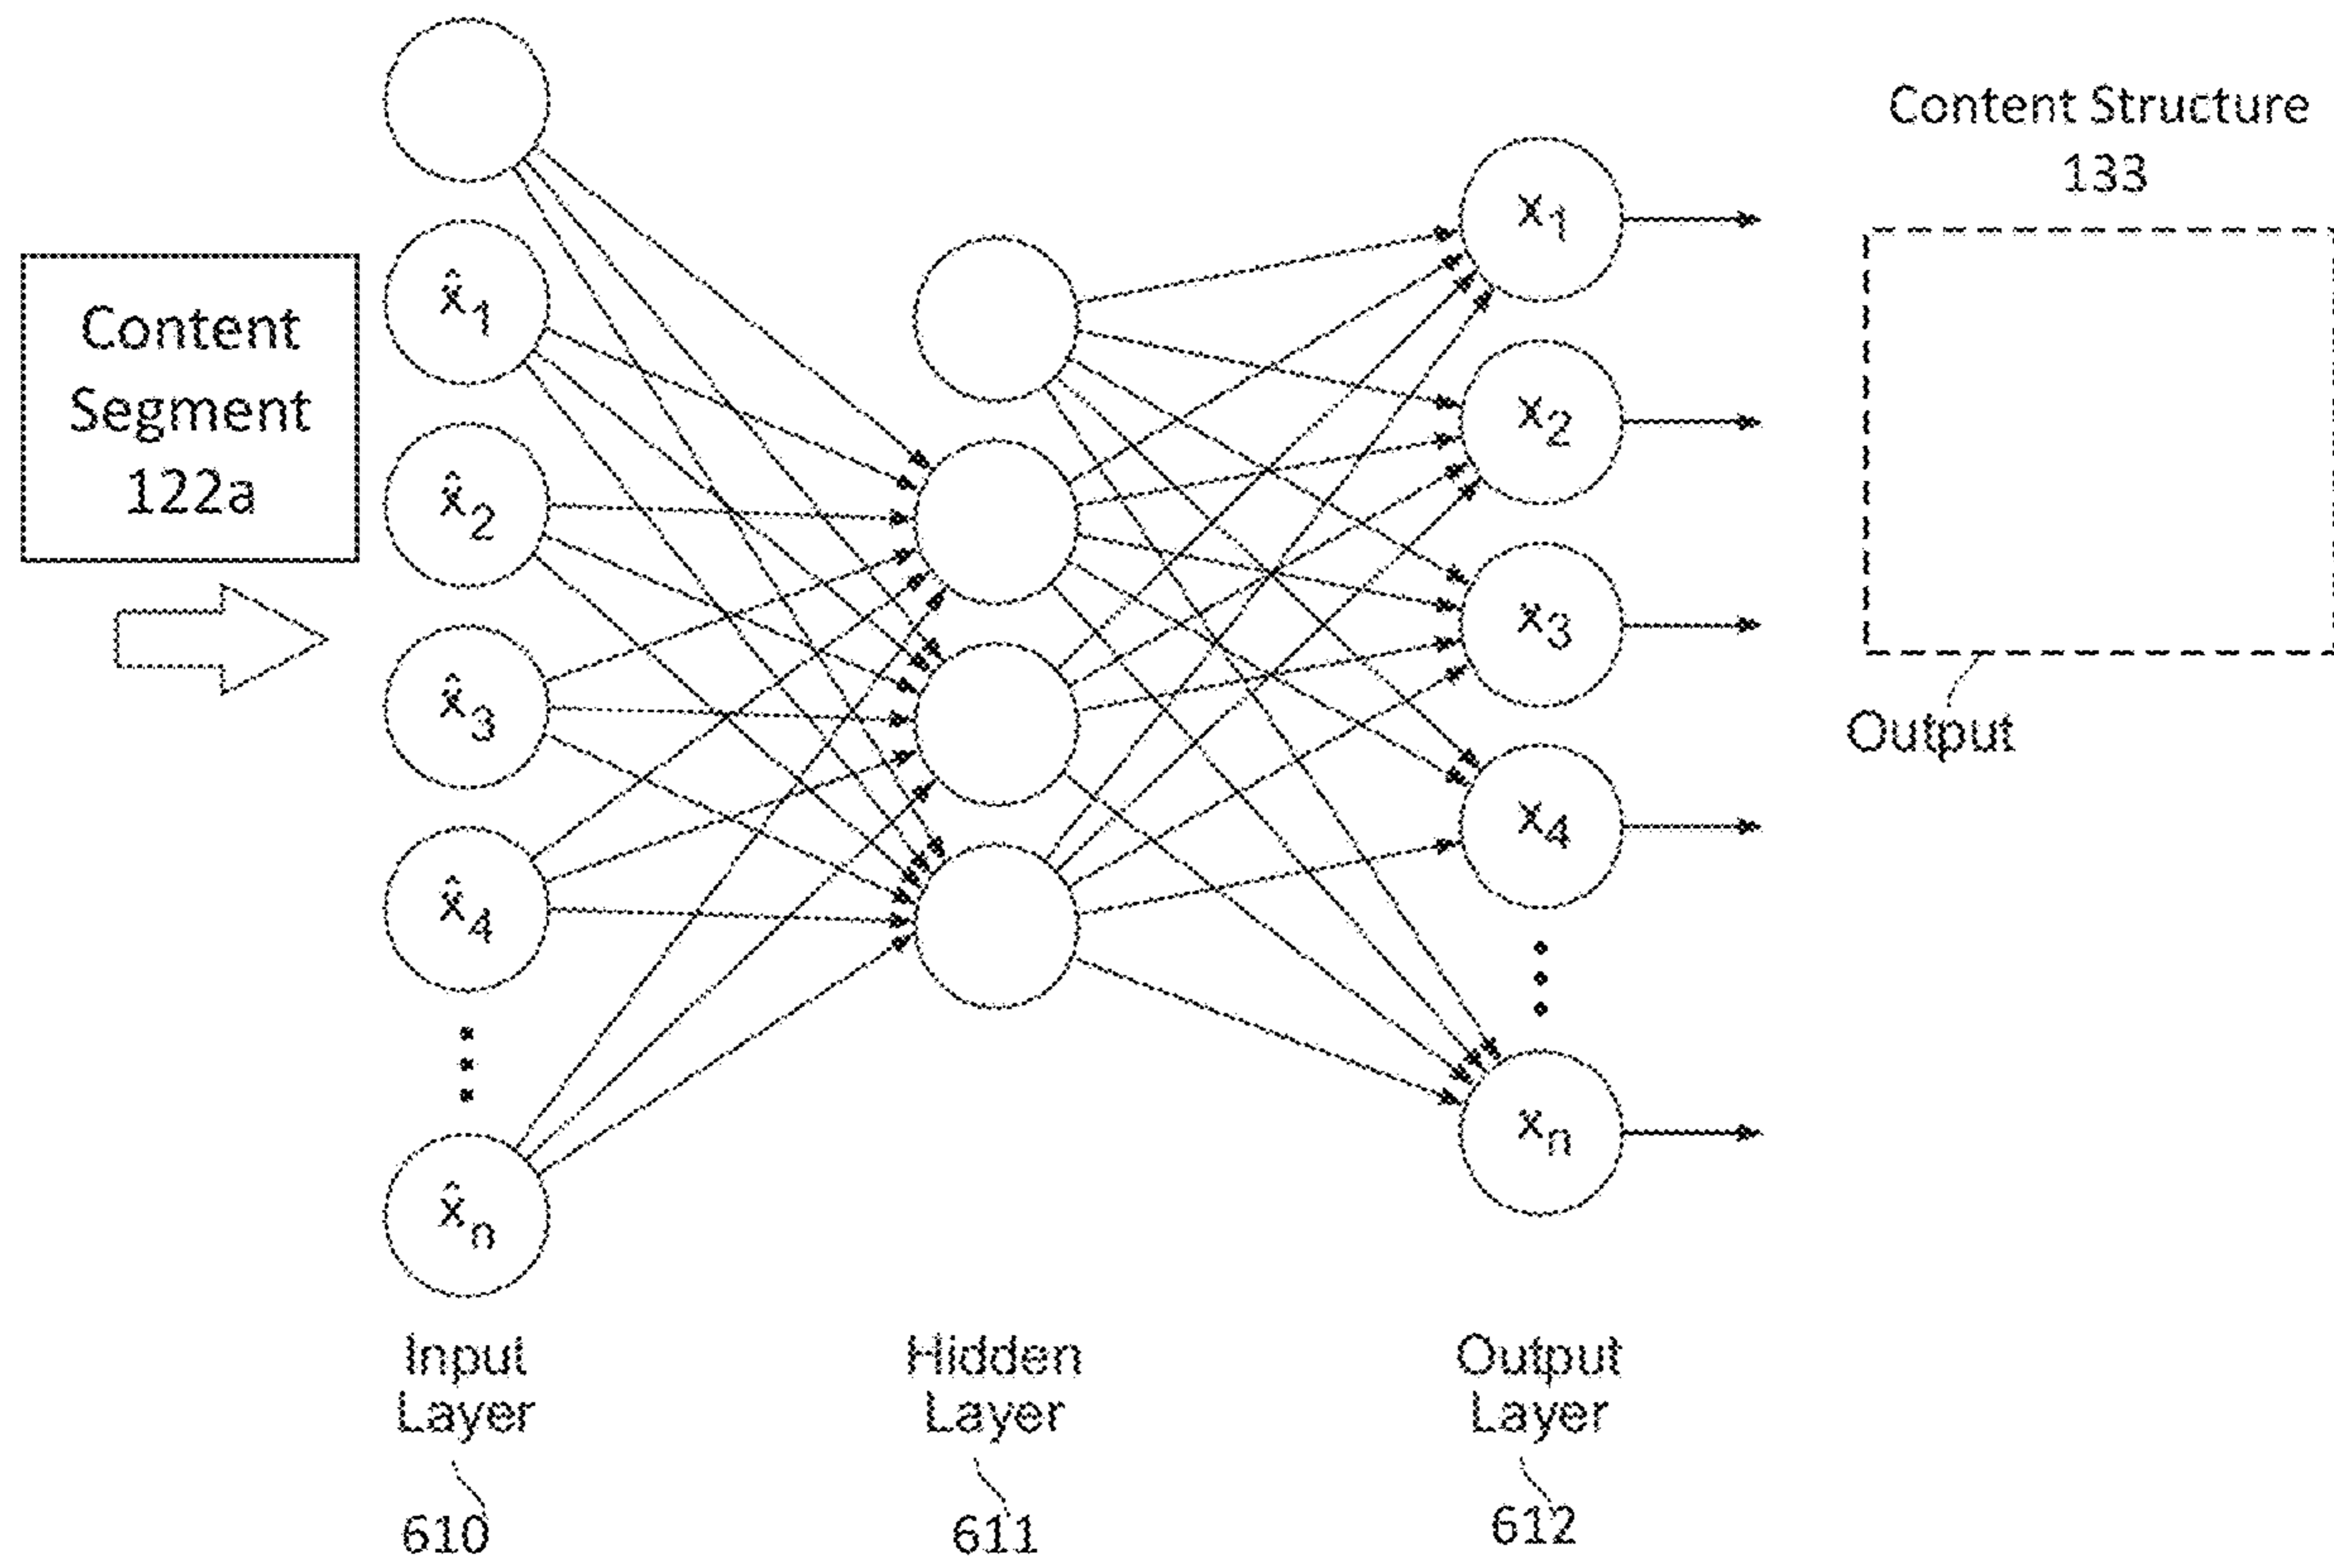 Content
Segment
122a
x̂1
x̂2
x̂3
x̂4
x̂n
x1
x2
x3
x4
xn
Content Structure
133
Output
Input
Layer
610
Hidden
Layer
611
Output
Layer
612